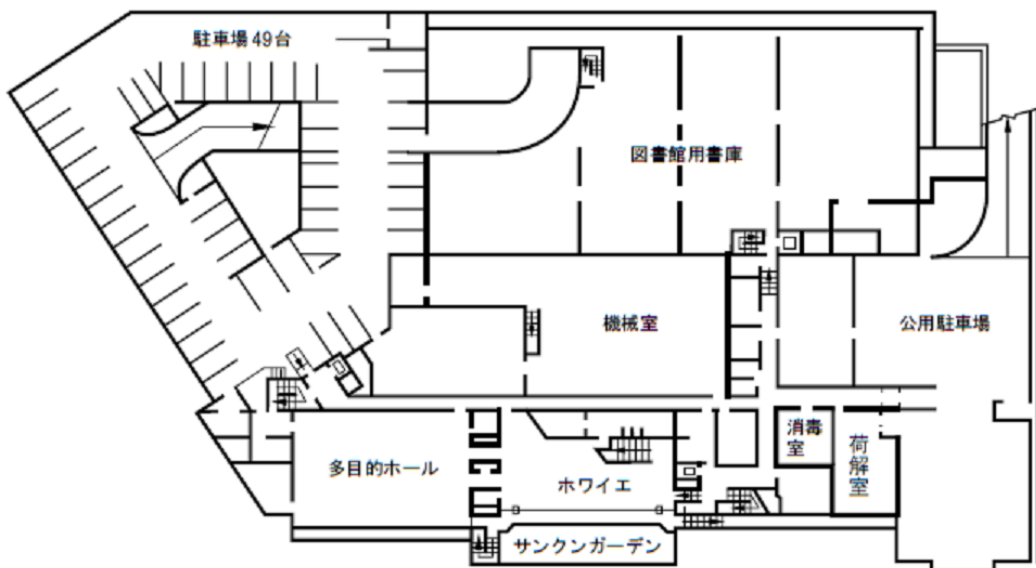 駐車場49台
図書館用書庫
機械室
公用駐車場
消毒室
荷解室
多目的ホール
ホワイエ
サンクンガーデン